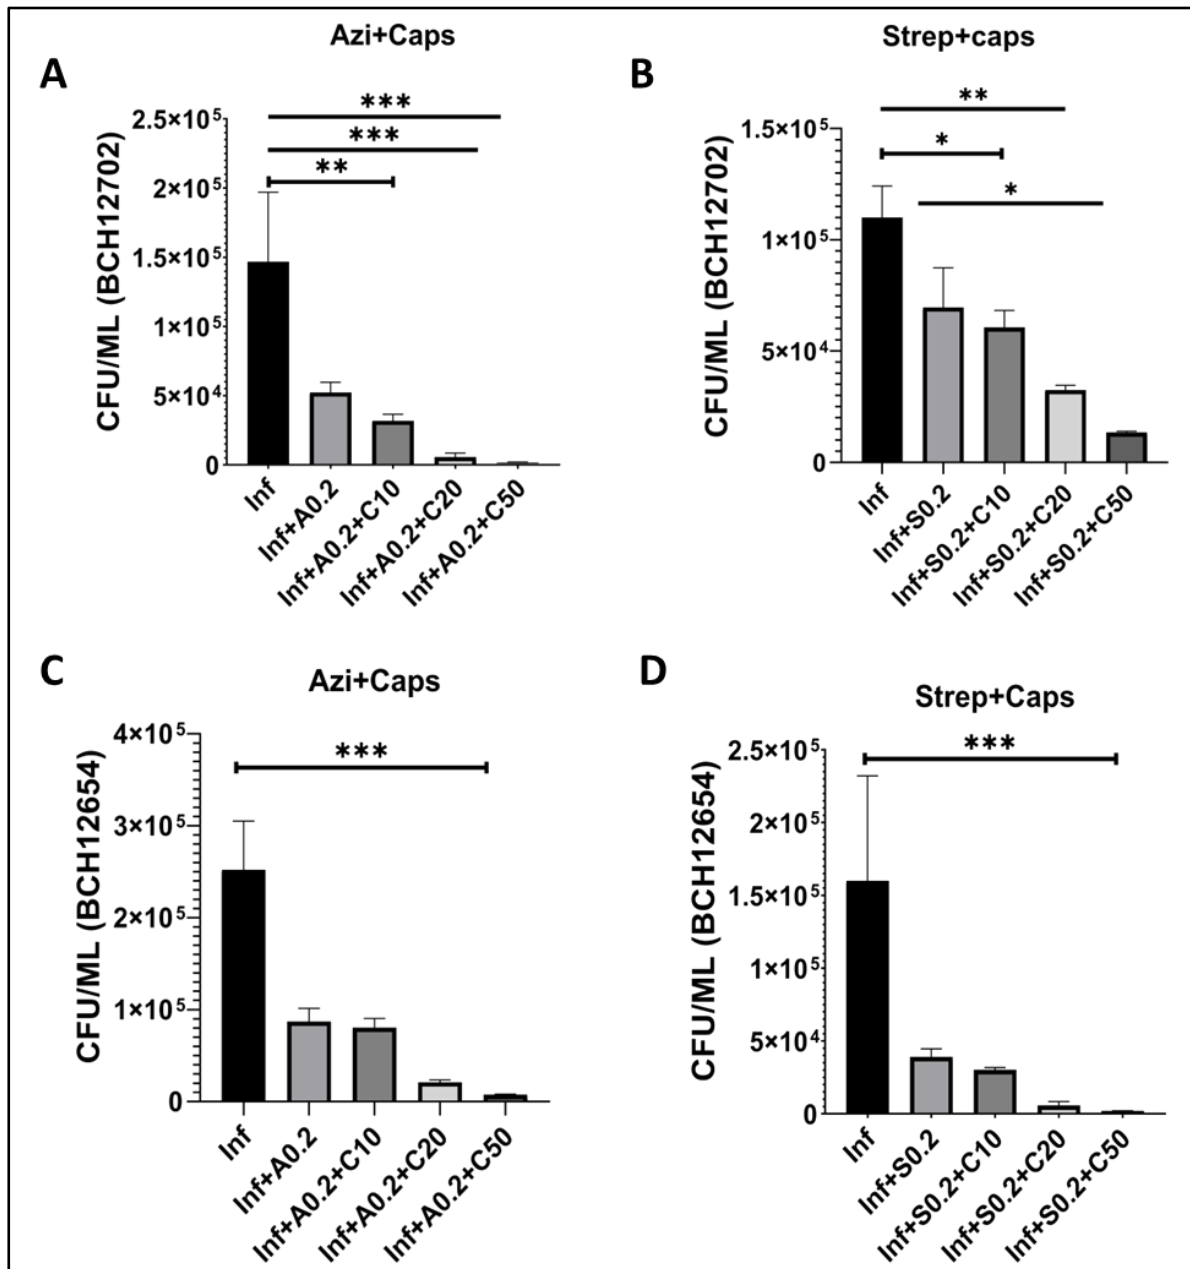 A
Azi+Caps
CFU/ML (BCH12702)
2.5×10⁵
2×10⁵
1.5×10⁵
1×10⁵
5×10⁴
0
***
***
**
Inf
Inf+A0.2
Inf+A0.2+C10
Inf+A0.2+C20
Inf+A0.2+C50
B
Strep+caps
CFU/ML (BCH12702)
1.5×10⁵
1×10⁵
5×10⁴
0
**
*
*
Inf
Inf+S0.2
Inf+S0.2+C10
Inf+S0.2+C20
Inf+S0.2+C50
C
Azi+Caps
CFU/ML (BCH12654)
4×10⁵
3×10⁵
2×10⁵
1×10⁵
0
***
Inf
Inf+A0.2
Inf+A0.2+C10
Inf+A0.2+C20
Inf+A0.2+C50
D
Strep+Caps
CFU/ML (BCH12654)
2.5×10⁵
2×10⁵
1.5×10⁵
1×10⁵
5×10⁴
0
***
Inf
Inf+S0.2
Inf+S0.2+C10
Inf+S0.2+C20
Inf+S0.2+C50